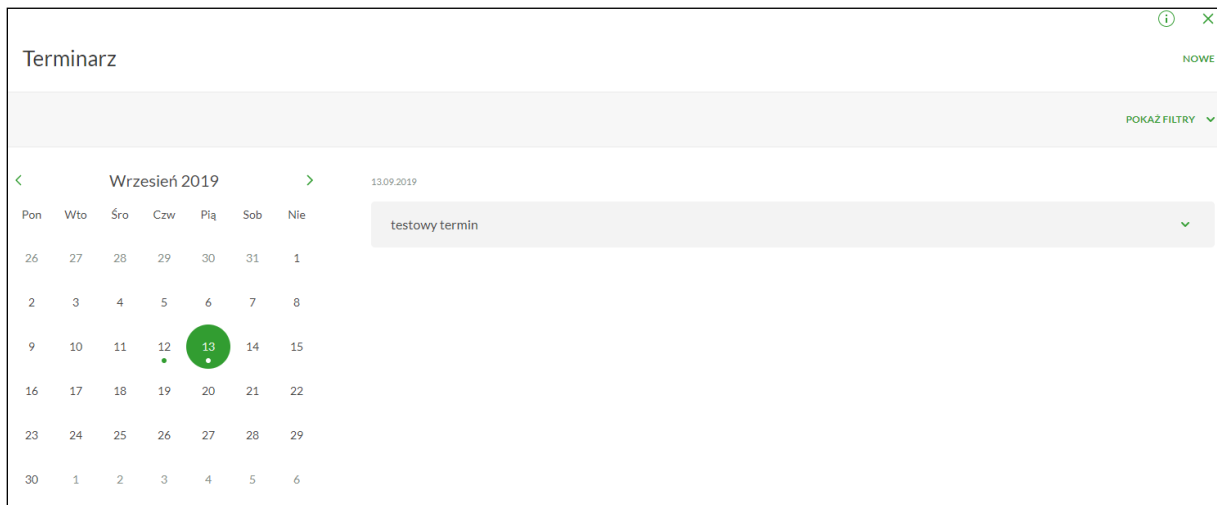 Terminarz
NOWE
POKAŻ FILTRY
Wrzesień 2019
13.09.2019
Pon Wto Śro Czw Pią Sob Nie
testowy termin
26 27 28 29 30 31 1
2 3 4 5 6 7 8
9 10 11 12 13 14 15
16 17 18 19 20 21 22
23 24 25 26 27 28 29
30 1 2 3 4 5 6